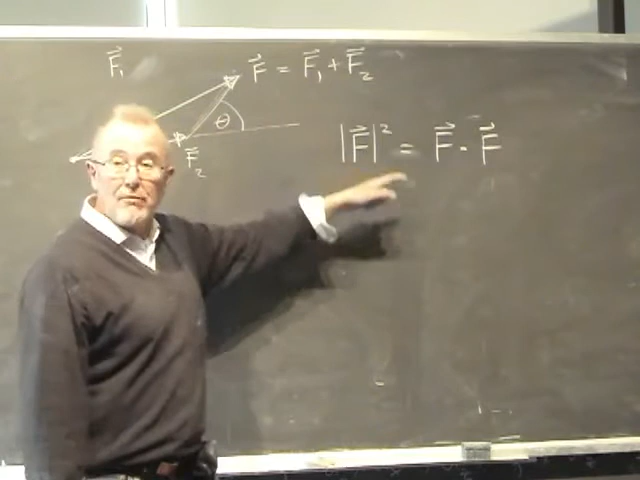 F⃗₁
F⃗ = F⃗₁ + F⃗₂
θ
F⃗₂
|F⃗|² = F⃗ · F⃗